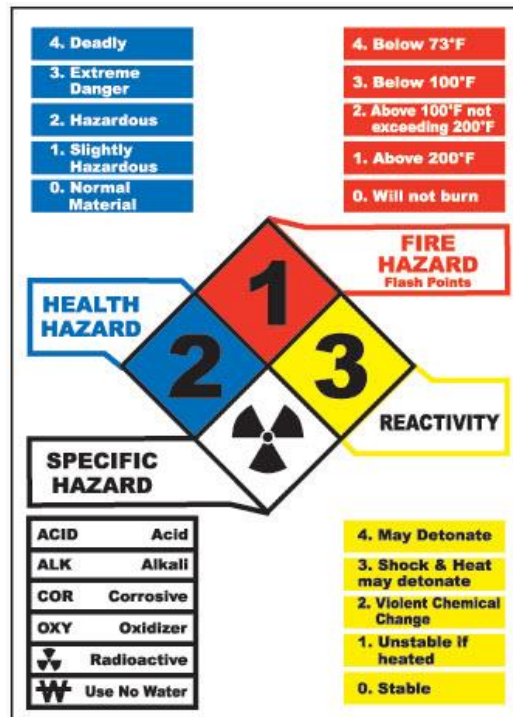 4. Deadly
3. Extreme
Danger
2. Hazardous
1. Slightly
Hazardous
0. Normal
Material
4. Below 73°F
3. Below 100°F
2. Above 100°F not
exceeding 200°F
1. Above 200°F
0. Will not burn
FIRE
HAZARD
Flash Points
HEALTH
HAZARD
1
2
3
REACTIVITY
SPECIFIC
HAZARD
ACID Acid
ALK Alkali
COR Corrosive
OXY Oxidizer
Radioactive
W Use No Water
4. May Detonate
3. Shock & Heat
may detonate
2. Violent Chemical
Change
1. Unstable if
heated
0. Stable